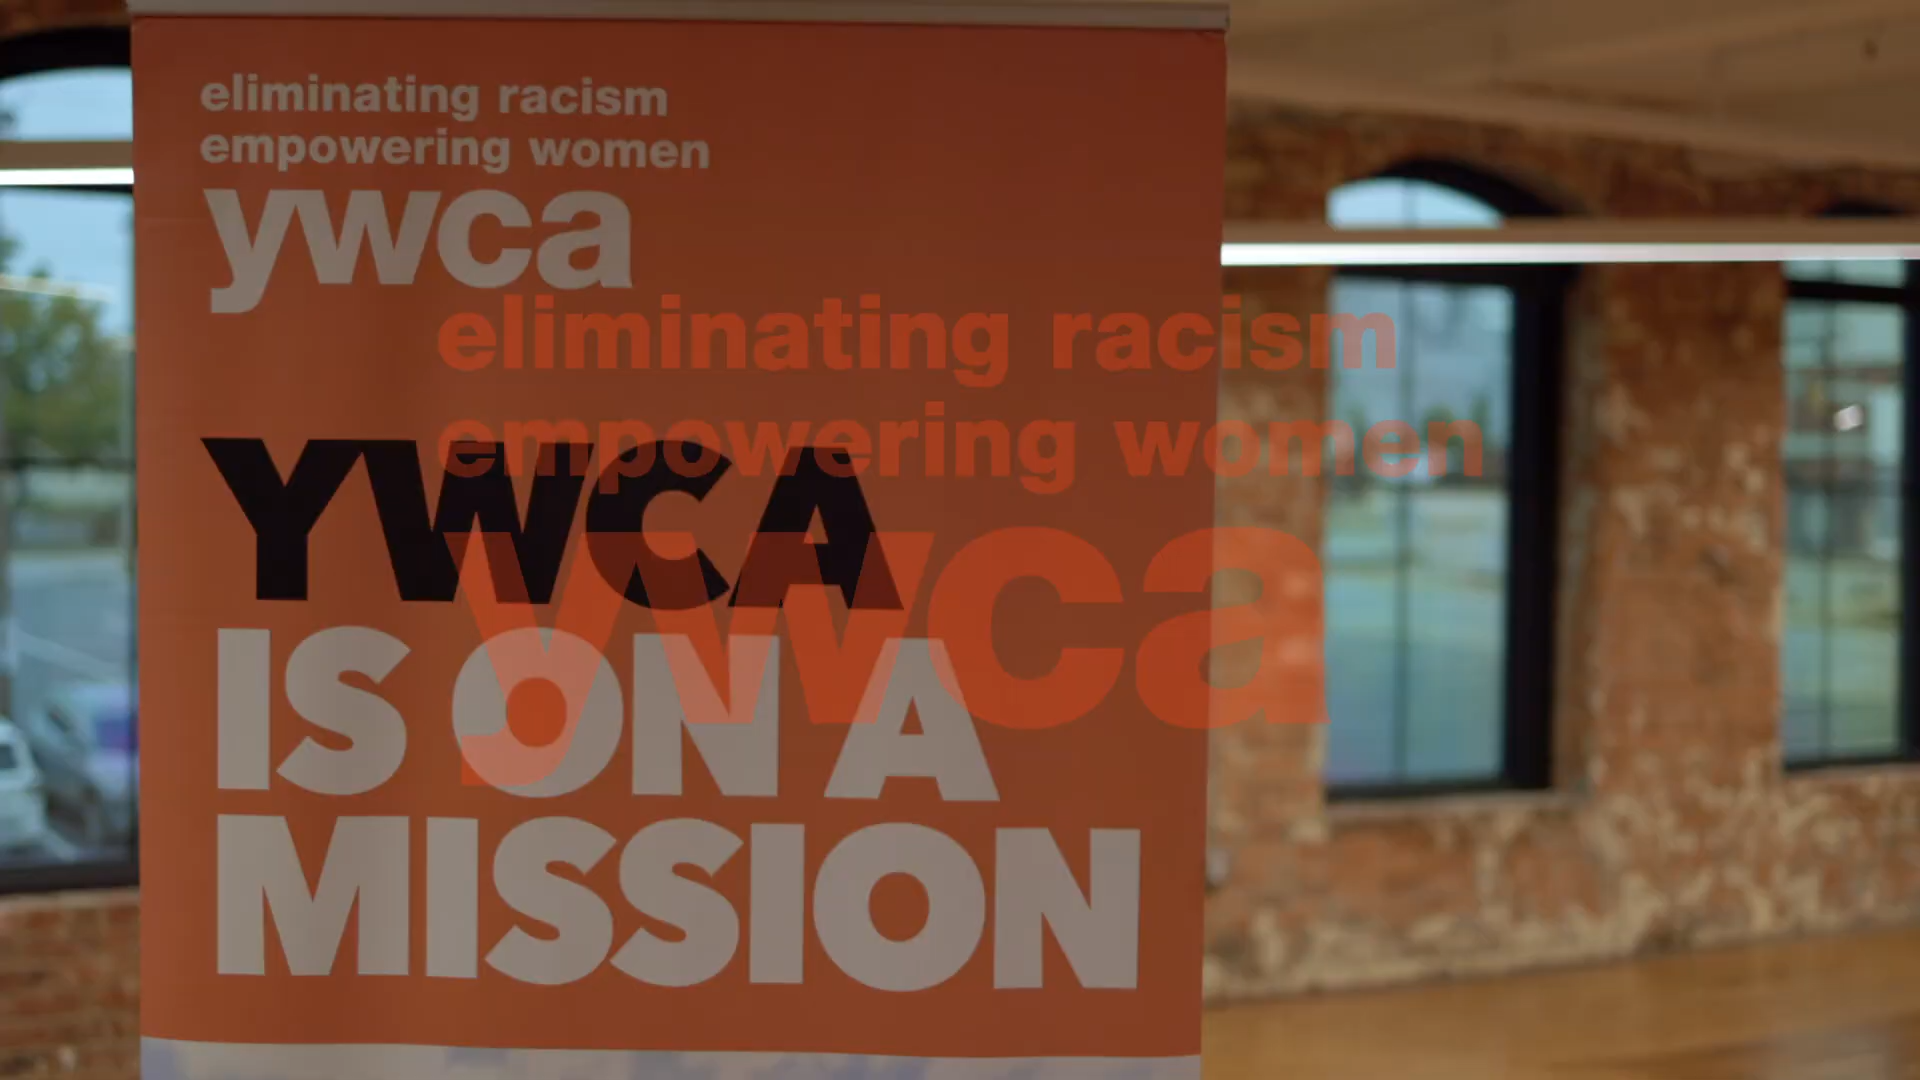 eliminating racism
empowering women
ywca
eliminating racism
empowering women
ywca
YWCA
IS ON A
MISSION